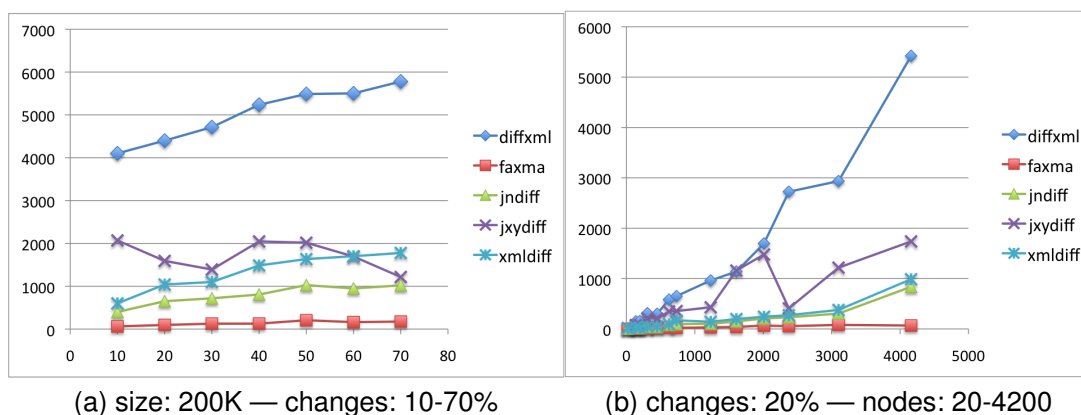 7000
6000
5000
4000
3000
2000
1000
0
0 10 20 30 40 50 60 70 80
diffxml
faxma
jndiff
jxydiff
xmldiff
(a) size: 200K — changes: 10-70%
6000
5000
4000
3000
2000
1000
0
0 1000 2000 3000 4000 5000
diffxml
faxma
jndiff
jxydiff
xmldiff
(b) changes: 20% — nodes: 20-4200